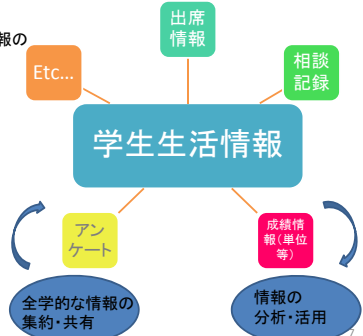 出席
情報
報の
Etc…
相談
記録
学生生活情報
アン
ケート
成績情
報(単位
等)
全学的な情報の
集約・共有
情報の
分析・活用
7